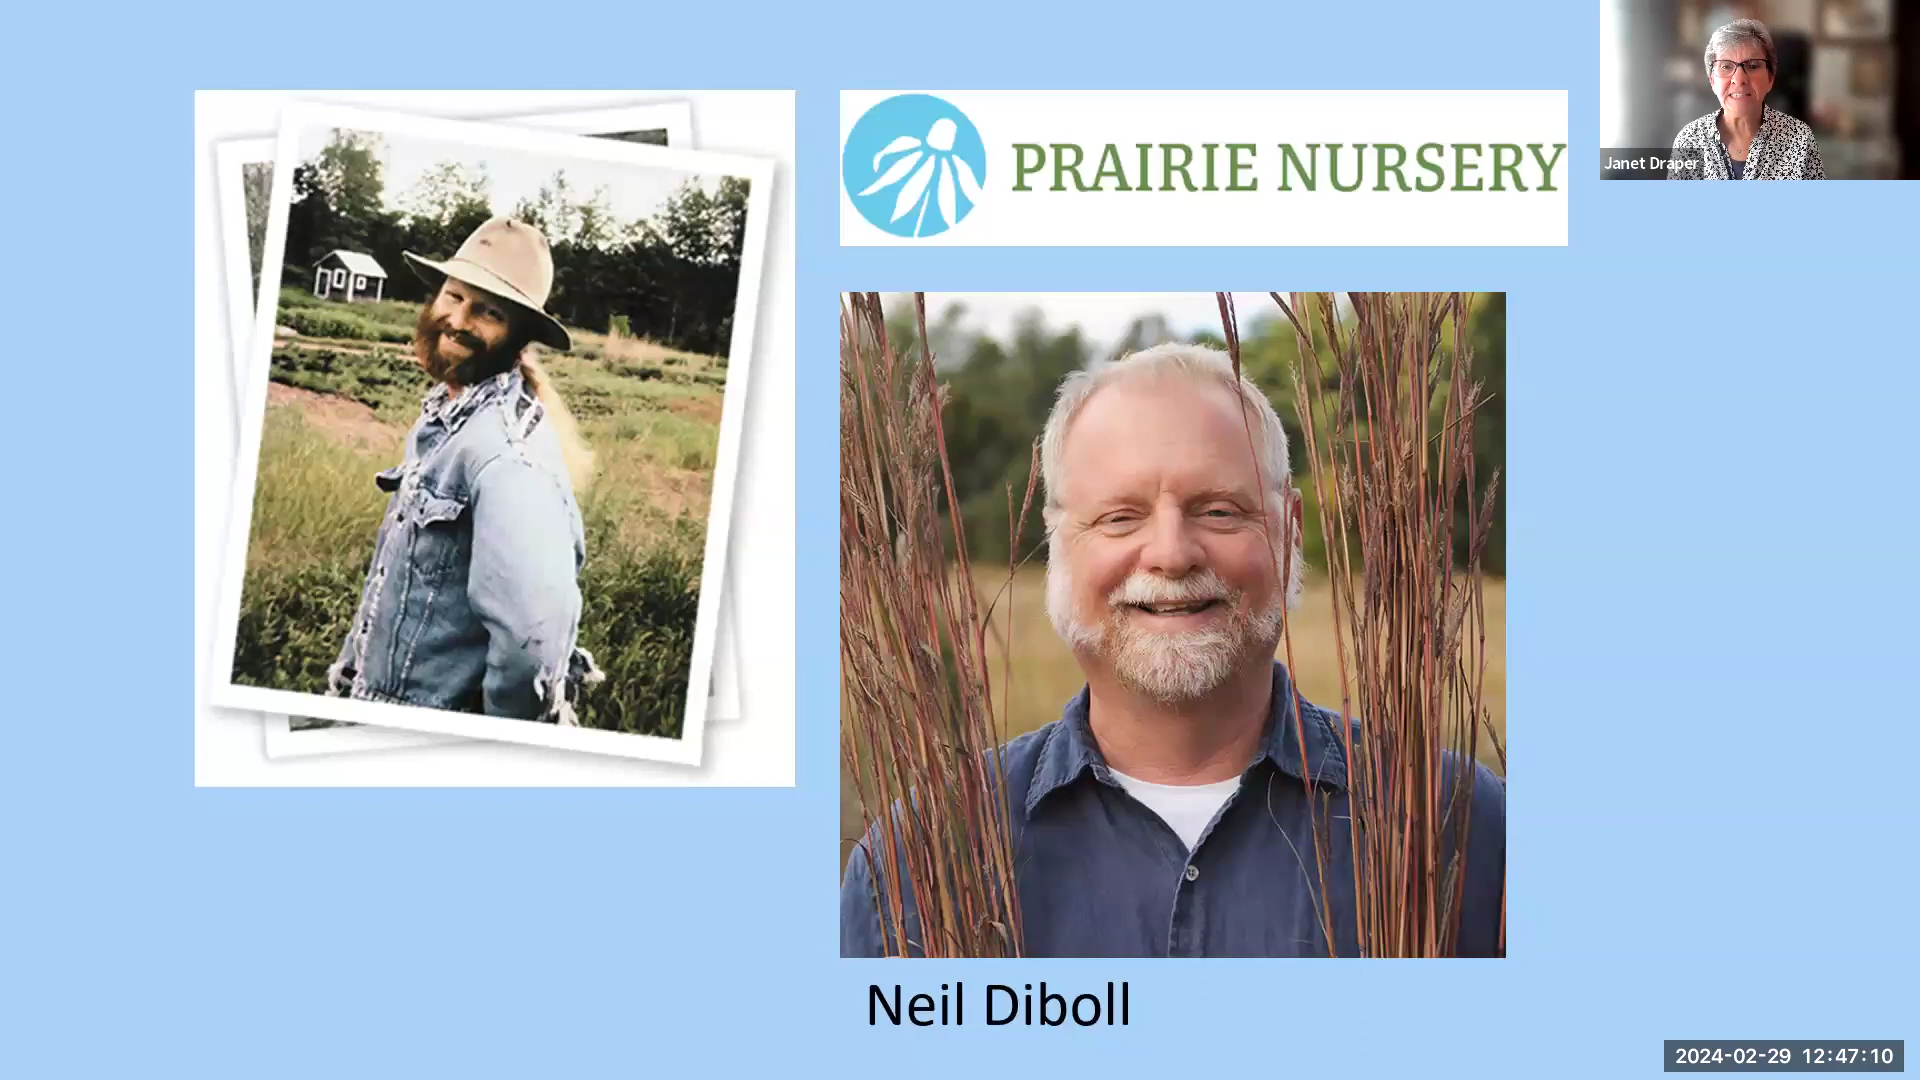 PRAIRIE NURSERY
Janet Draper
Neil Diboll
2024-02-29 12:47:10